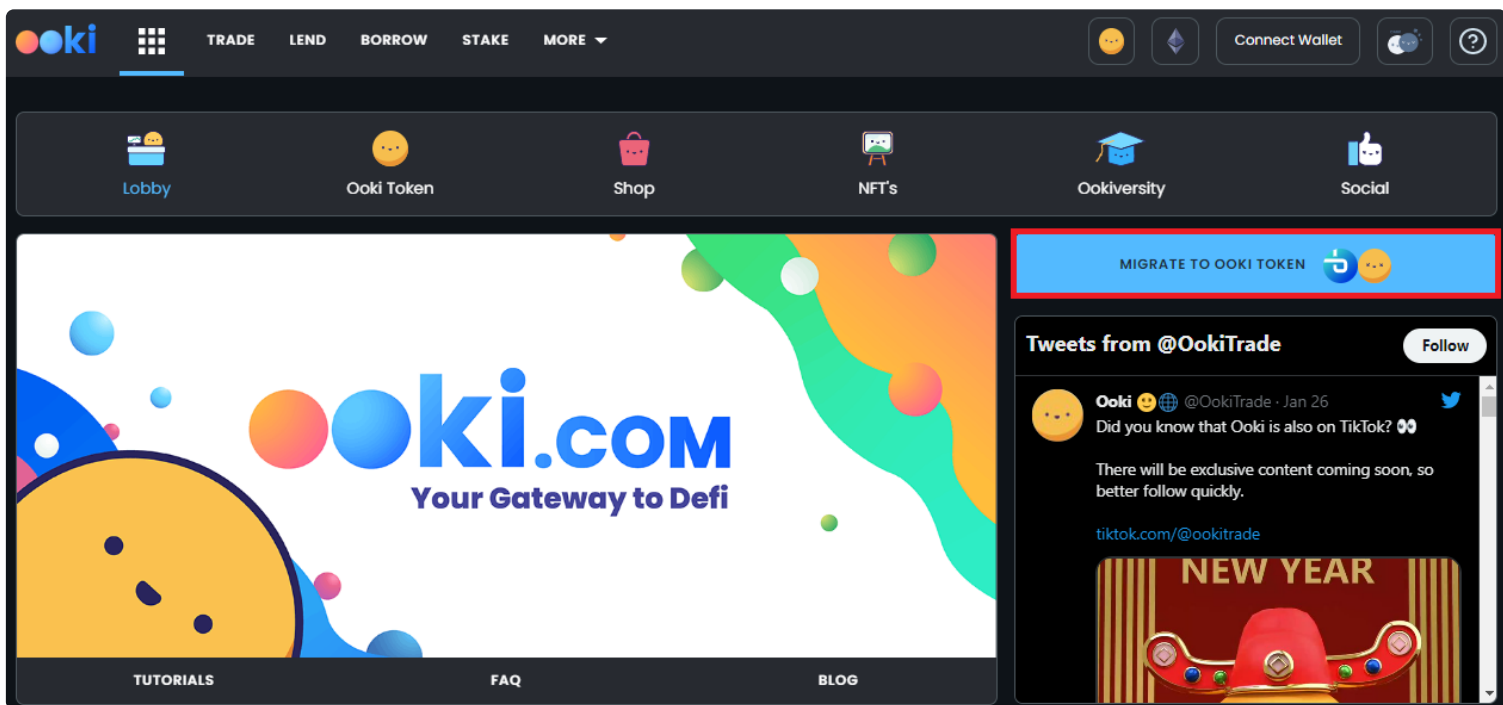 ooki
TRADE
LEND
BORROW
STAKE
MORE
Connect Wallet
?
Lobby
Ooki Token
Shop
NFT's
Ookiversity
Social
ooki.com
Your Gateway to Defi
TUTORIALS
FAQ
BLOG
MIGRATE TO OOKI TOKEN
Tweets from @OokiTrade
Follow
Ooki 🙂🌐 @OokiTrade · Jan 26
Did you know that Ooki is also on TikTok? 👀
There will be exclusive content coming soon, so
better follow quickly.
tiktok.com/@ookitrade
NEW YEAR